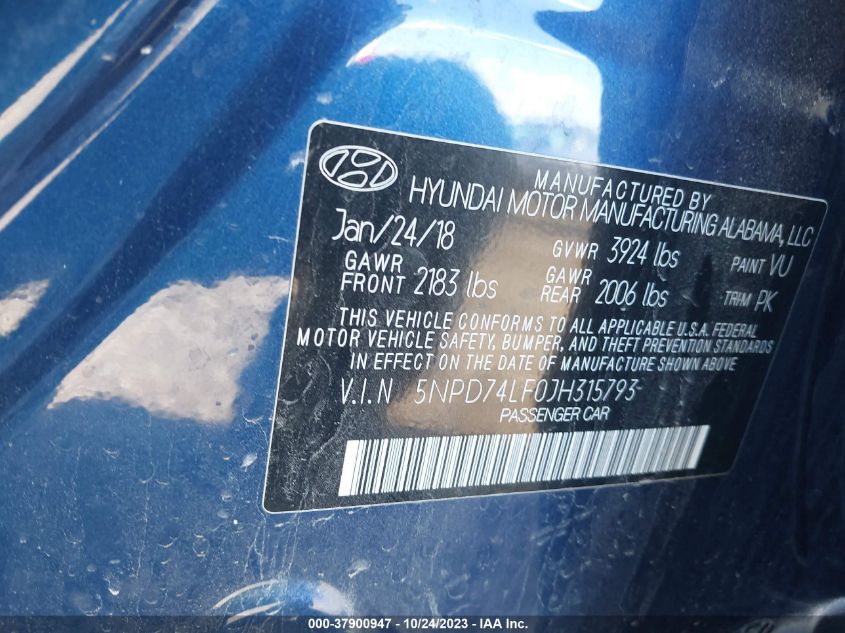 MANUFACTURED BY
HYUNDAI MOTOR MANUFACTURING ALABAMA, LLC
Jan/24/18 GVWR 3924 lbs PAINT VU
GAWR FRONT 2183 lbs GAWR REAR 2006 lbs TRIM PK
THIS VEHICLE CONFORMS TO ALL APPLICABLE U.S.A. FEDERAL
MOTOR VEHICLE SAFETY, BUMPER, AND THEFT PREVENTION STANDARDS
IN EFFECT ON THE DATE OF MANUFACTURE SHOWN ABOVE
V.I.N 5NPD74LF0JH315793
PASSENGER CAR
000-37900947 - 10/24/2023 - IAA Inc.